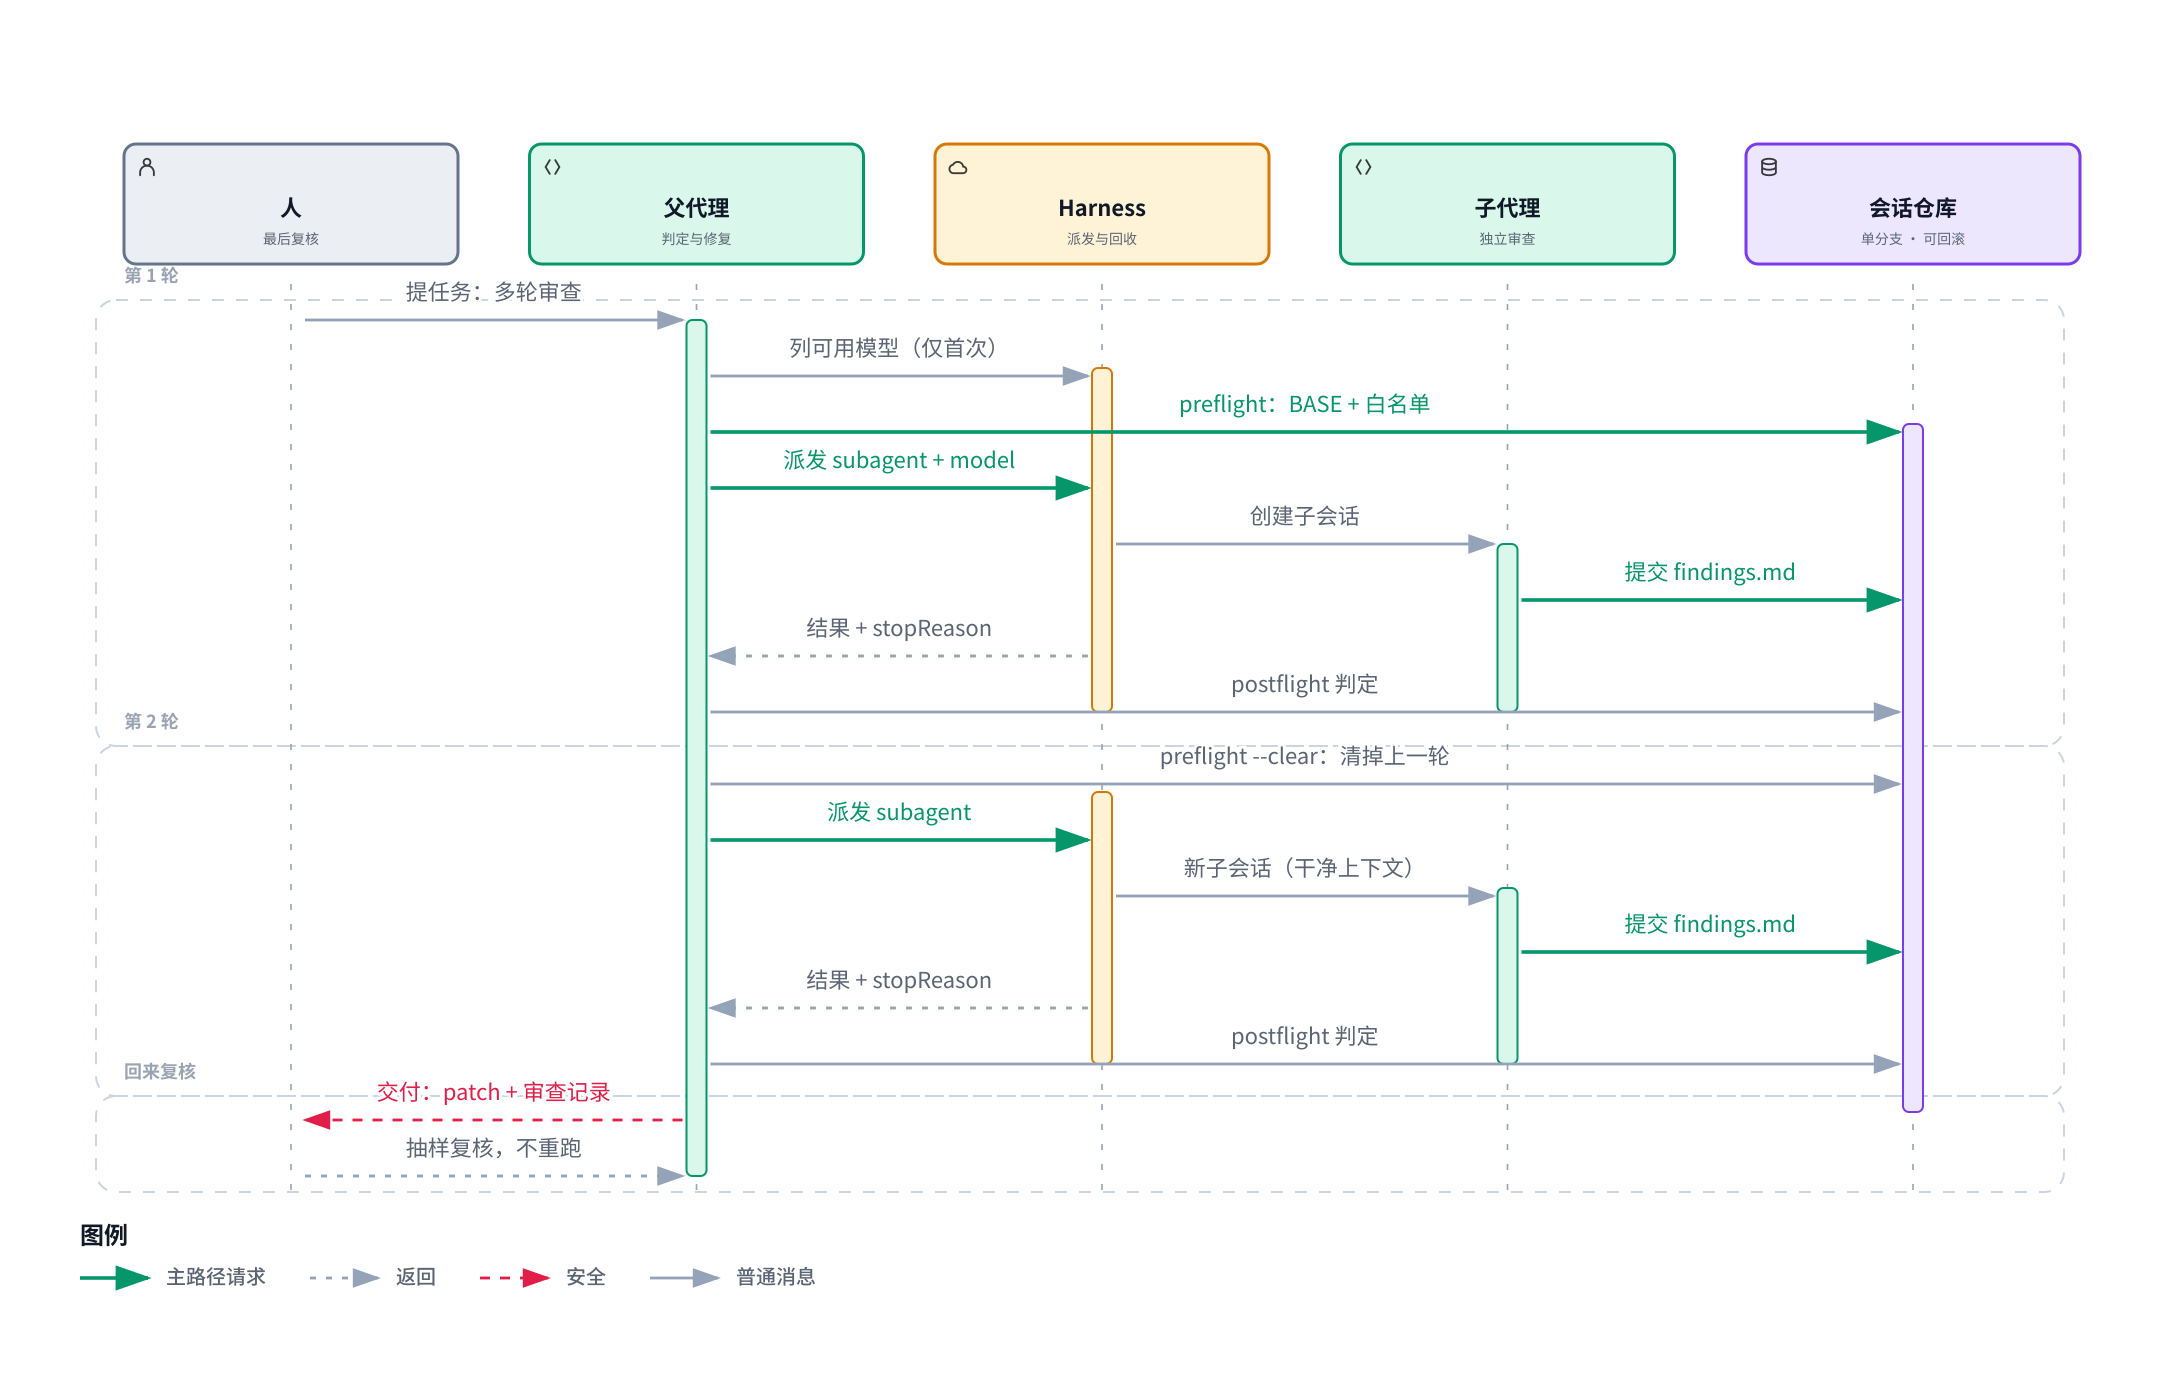 人
最后复核
父代理
判定与修复
Harness
派发与回收
子代理
独立审查
会话仓库
单分支 · 可回滚
第 1 轮
提任务：多轮审查
列可用模型（仅首次）
preflight：BASE + 白名单
派发 subagent + model
创建子会话
提交 findings.md
结果 + stopReason
postflight 判定
第 2 轮
preflight --clear：清掉上一轮
派发 subagent
新子会话（干净上下文）
提交 findings.md
结果 + stopReason
postflight 判定
回来复核
交付：patch + 审查记录
抽样复核，不重跑
图例
主路径请求
返回
安全
普通消息